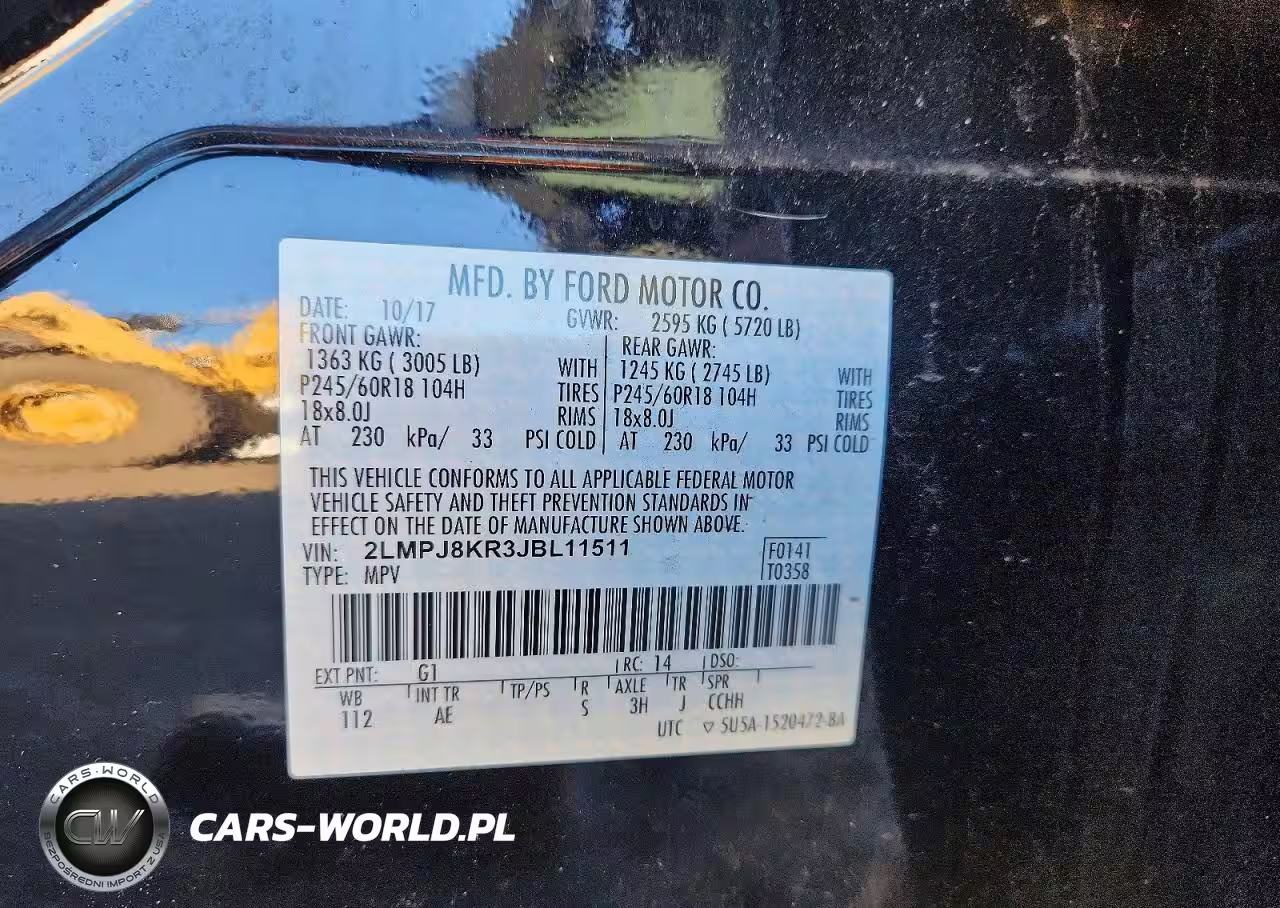 MFD. BY FORD MOTOR CO.
DATE: 10/17 GVWR: 2595 KG ( 5720 LB)
FRONT GAWR: REAR GAWR:
1363 KG ( 3005 LB) WITH 1245 KG ( 2745 LB) WITH
P245/60R18 104H TIRES P245/60R18 104H TIRES
18x8.0J RIMS 18x8.0J RIMS
AT 230 kPa/ 33 PSI COLD AT 230 kPa/ 33 PSI COLD
THIS VEHICLE CONFORMS TO ALL APPLICABLE FEDERAL MOTOR
VEHICLE SAFETY AND THEFT PREVENTION STANDARDS IN
EFFECT ON THE DATE OF MANUFACTURE SHOWN ABOVE.
VIN: 2LMPJ8KR3JBL11511 F0141
TYPE: MPV T0358
EXT PNT: G1 RC: 14 DSO:
WB INT TR TP/PS R AXLE TR SPR
112 AE S 3H J CCHH
UTC ▽ 5U5A-1520472-BA
CARS-WORLD
CW
BEZPOŚREDNI IMPORT Z USA
CARS-WORLD.PL